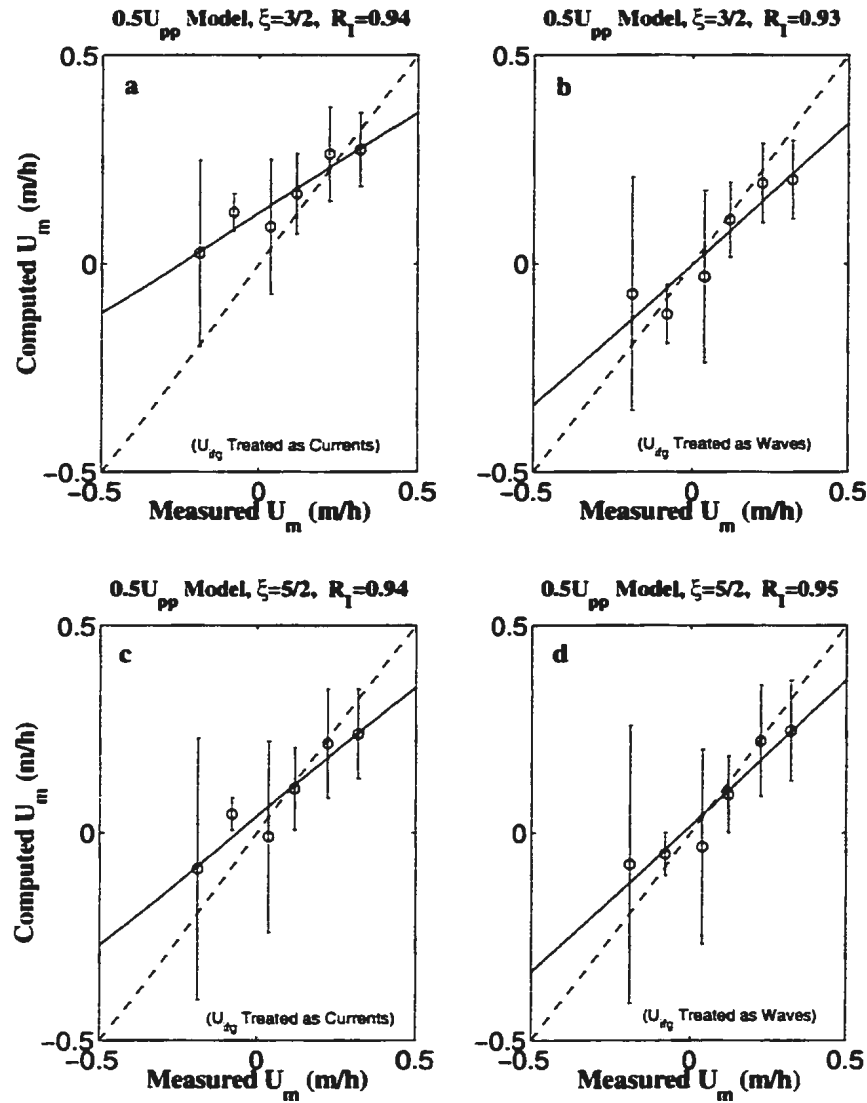 0.5U_pp Model, ξ=3/2, R_I=0.94
0.5
a
0
-0.5
-0.5
0
0.5
(U_ifg Treated as Currents)
Computed U_m (m/h)
Measured U_m (m/h)
0.5U_pp Model, ξ=3/2, R_I=0.93
0.5
b
0
-0.5
-0.5
0
0.5
(U_ifg Treated as Waves)
Measured U_m (m/h)
0.5U_pp Model, ξ=5/2, R_I=0.94
0.5
c
0
-0.5
-0.5
0
0.5
(U_ifg Treated as Currents)
Computed U_m (m/h)
Measured U_m (m/h)
0.5U_pp Model, ξ=5/2, R_I=0.95
0.5
d
0
-0.5
-0.5
0
0.5
(U_ifg Treated as Waves)
Measured U_m (m/h)